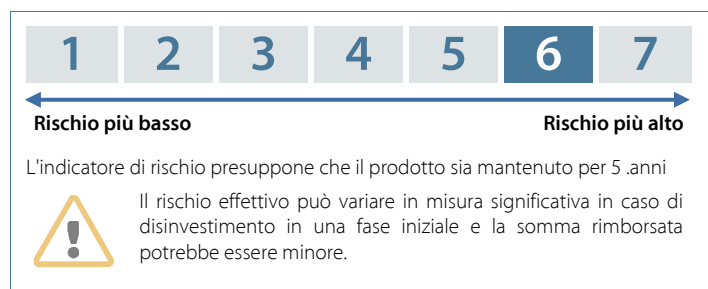 1 2 3 4 5 6 7
Rischio più basso Rischio più alto
L'indicatore di rischio presuppone che il prodotto sia mantenuto per 5 .anni
Il rischio effettivo può variare in misura significativa in caso di
disinvestimento in una fase iniziale e la somma rimborsata
potrebbe essere minore.